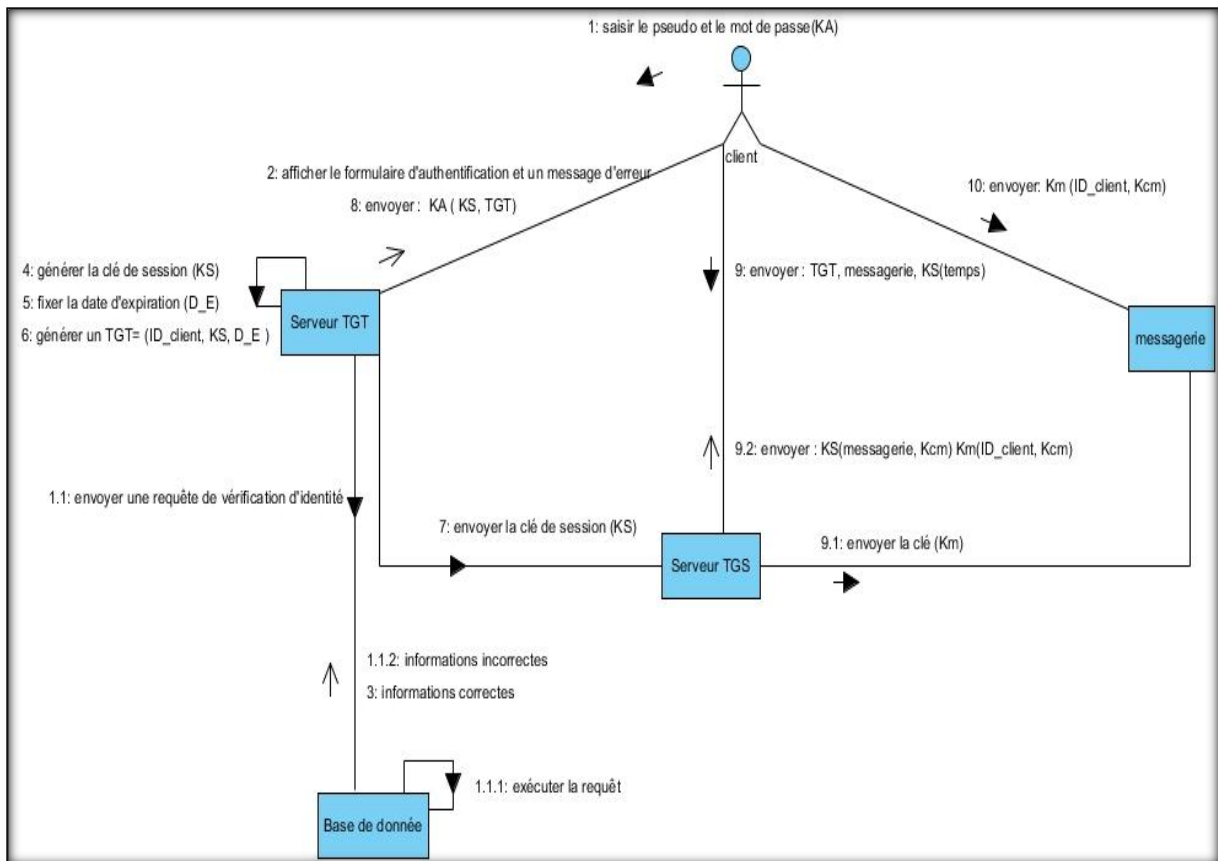 1: saisir le pseudo et le mot de passe(KA)
client
2: afficher le formulaire d'authentification et un message d'erreur
8: envoyer : KA ( KS, TGT)
10: envoyer: Km (ID_client, Kcm)
4: générer la clé de session (KS)
5: fixer la date d'expiration (D_E)
6: générer un TGT= (ID_client, KS, D_E )
Serveur TGT
9: envoyer : TGT, messagerie, KS(temps)
messagerie
9.2: envoyer : KS(messagerie, Kcm) Km(ID_client, Kcm)
1.1: envoyer une requête de vérification d'identité
7: envoyer la clé de session (KS)
Serveur TGS
9.1: envoyer la clé (Km)
1.1.2: informations incorrectes
3: informations correctes
1.1.1: exécuter la requêt
Base de donnée